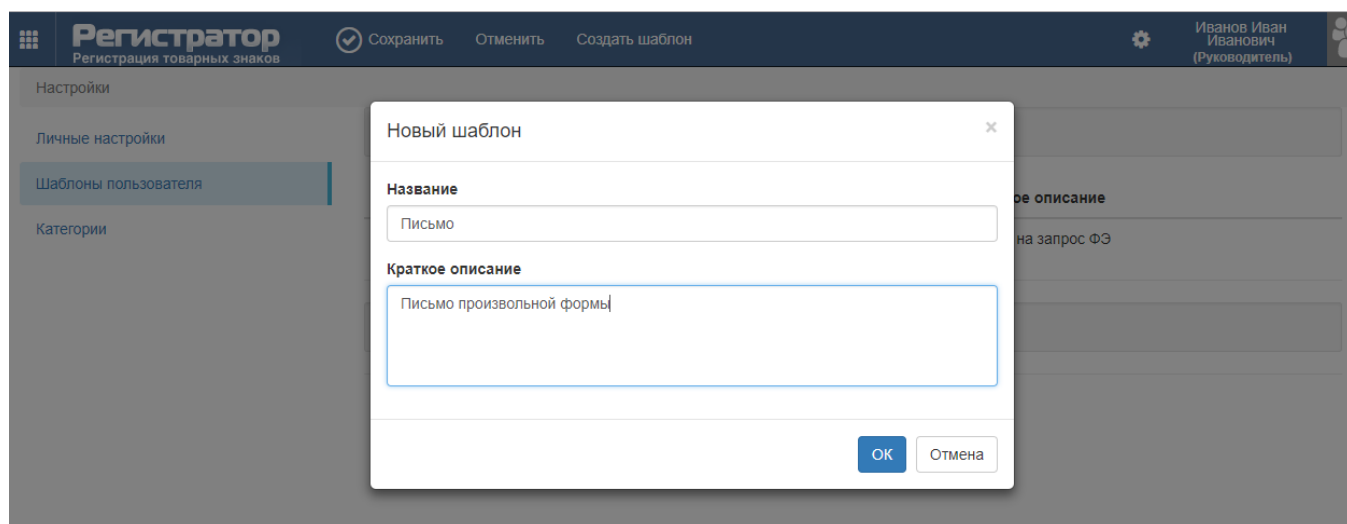 Регистратор
Регистрация товарных знаков
Сохранить Отменить Создать шаблон
Иванов Иван
Иванович
(Руководитель)
Настройки
Личные настройки
Шаблоны пользователя
Категории
Новый шаблон ×
Название
Письмо
Краткое описание
Письмо произвольной формы
ОК Отмена
ое описание
на запрос ФЭ